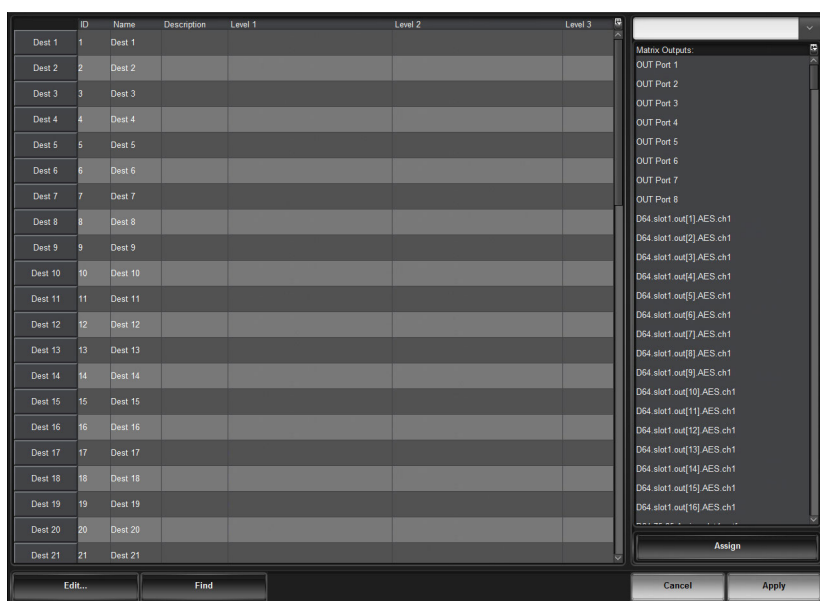 ID Name Description Level 1 Level 2 Level 3
Dest 1 1 Dest 1
Dest 2 2 Dest 2
Dest 3 3 Dest 3
Dest 4 4 Dest 4
Dest 5 5 Dest 5
Dest 6 6 Dest 6
Dest 7 7 Dest 7
Dest 8 8 Dest 8
Dest 9 9 Dest 9
Dest 10 10 Dest 10
Dest 11 11 Dest 11
Dest 12 12 Dest 12
Dest 13 13 Dest 13
Dest 14 14 Dest 14
Dest 15 15 Dest 15
Dest 16 16 Dest 16
Dest 17 17 Dest 17
Dest 18 18 Dest 18
Dest 19 19 Dest 19
Dest 20 20 Dest 20
Dest 21 21 Dest 21
Matrix Outputs:
OUT Port 1
OUT Port 2
OUT Port 3
OUT Port 4
OUT Port 5
OUT Port 6
OUT Port 7
OUT Port 8
D64.slot1.out[1].AES.ch1
D64.slot1.out[2].AES.ch1
D64.slot1.out[3].AES.ch1
D64.slot1.out[4].AES.ch1
D64.slot1.out[5].AES.ch1
D64.slot1.out[6].AES.ch1
D64.slot1.out[7].AES.ch1
D64.slot1.out[8].AES.ch1
D64.slot1.out[9].AES.ch1
D64.slot1.out[10].AES.ch1
D64.slot1.out[11].AES.ch1
D64.slot1.out[12].AES.ch1
D64.slot1.out[13].AES.ch1
D64.slot1.out[14].AES.ch1
D64.slot1.out[15].AES.ch1
D64.slot1.out[16].AES.ch1
Assign
Edit... Find Cancel Apply